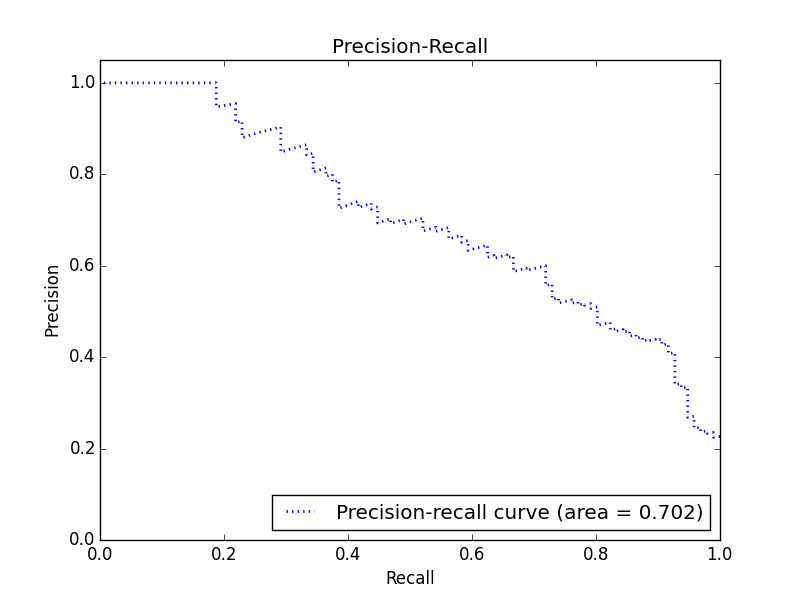 Precision-Recall
1.0
0.8
0.6
0.4
0.2
0.0
Precision
0.0 0.2 0.4 0.6 0.8 1.0
Recall
Precision-recall curve (area = 0.702)